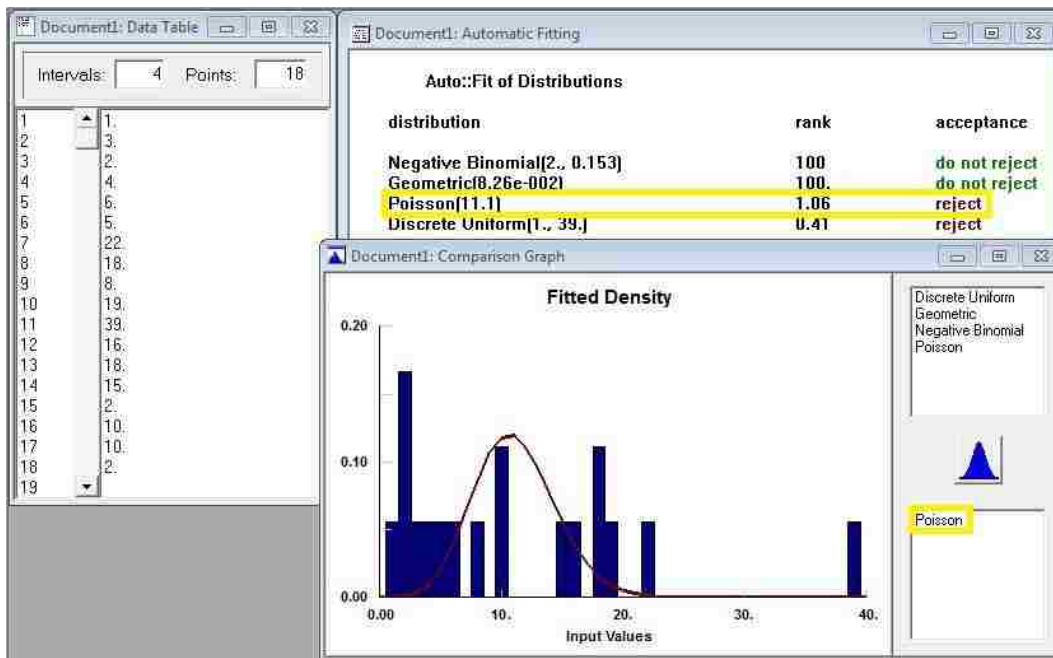 Document1: Data Table
Intervals: 4 Points: 18
1 1.
2 3.
3 2.
4 4.
5 6.
6 5.
7 22.
8 18.
9 8.
10 19.
11 39.
12 16.
13 18.
14 15.
15 2.
16 10.
17 10.
18 2.
19
Document1: Automatic Fitting
Auto::Fit of Distributions
distribution rank acceptance
Negative Binomial(2., 0.153) 100 do not reject
Geometric(8.26e-002) 100. do not reject
Poisson(11.1) 1.06 reject
Discrete Uniform(1., 39.) 0.41 reject
Document1: Comparison Graph
Fitted Density
0.20
0.10
0.00
0.00 10. 20. 30. 40.
Input Values
Discrete Uniform
Geometric
Negative Binomial
Poisson
Poisson